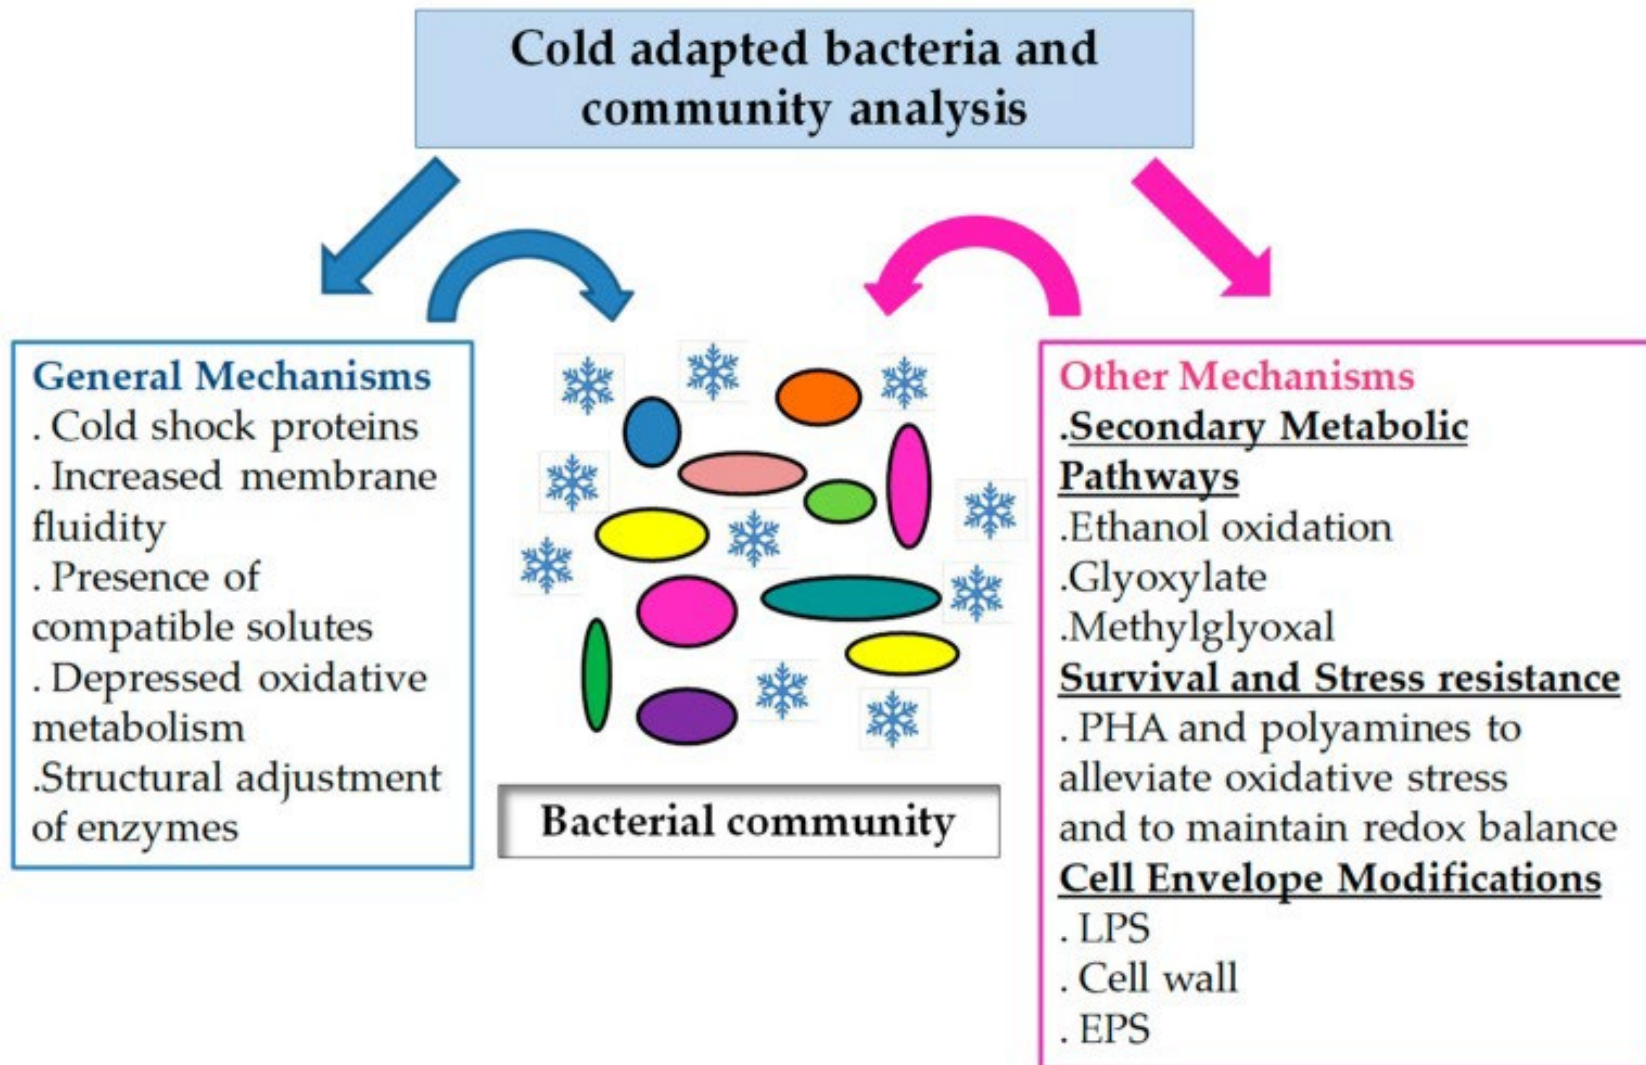 Cold adapted bacteria and
community analysis
General Mechanisms
. Cold shock proteins
. Increased membrane
fluidity
. Presence of
compatible solutes
. Depressed oxidative
metabolism
.Structural adjustment
of enzymes
Bacterial community
Other Mechanisms
.Secondary Metabolic
Pathways
.Ethanol oxidation
.Glyoxylate
.Methylglyoxal
Survival and Stress resistance
. PHA and polyamines to
alleviate oxidative stress
and to maintain redox balance
Cell Envelope Modifications
. LPS
. Cell wall
. EPS